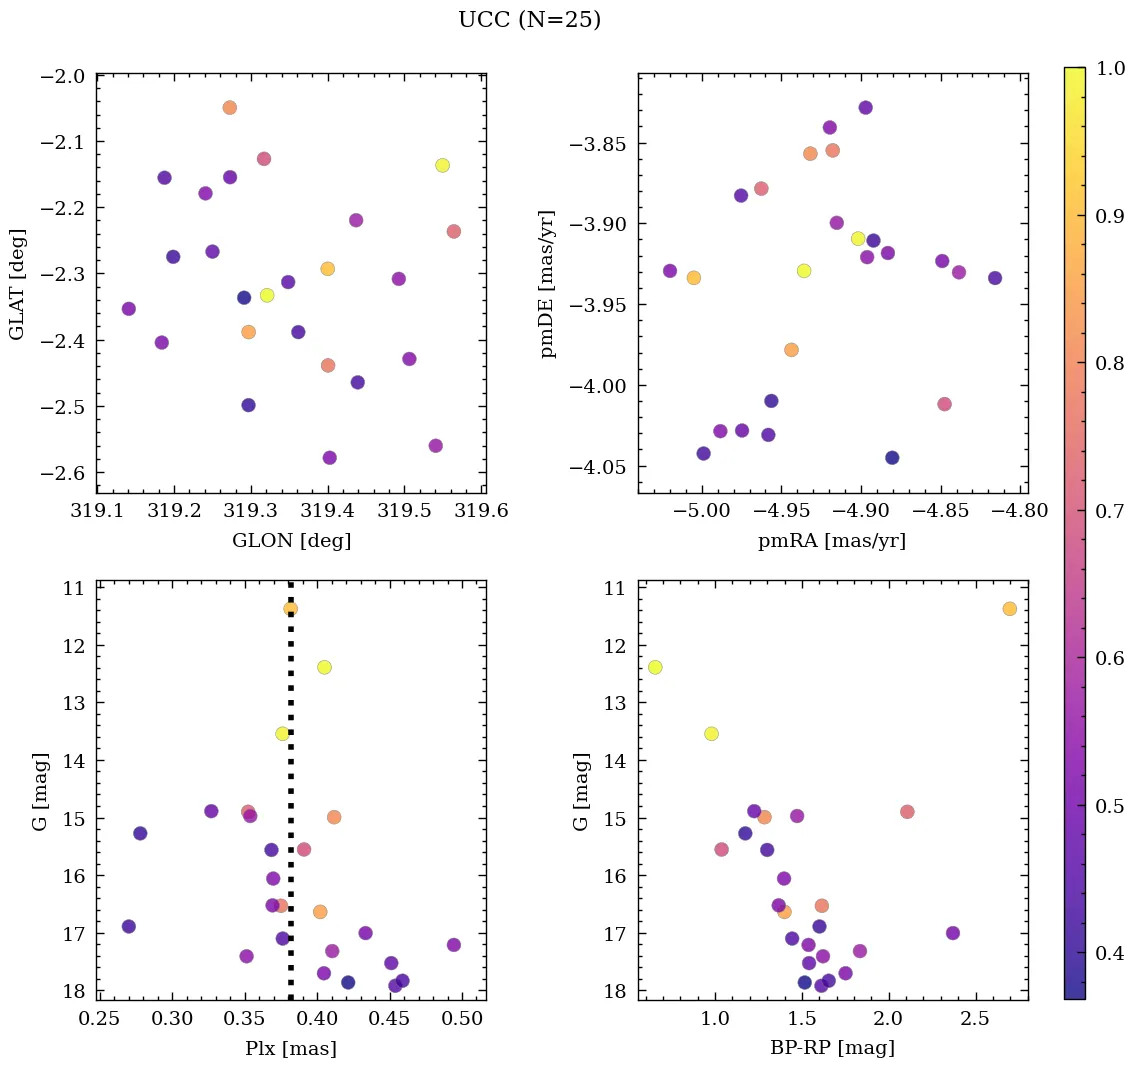 UCC (N=25)
−2.0
−2.1
−2.2
−2.3
−2.4
−2.5
−2.6
GLAT [deg]
319.1 319.2 319.3 319.4 319.5 319.6
GLON [deg]
−3.85
−3.90
−3.95
−4.00
−4.05
pmDE [mas/yr]
−5.00 −4.95 −4.90 −4.85 −4.80
pmRA [mas/yr]
11
12
13
14
15
16
17
18
G [mag]
0.25 0.30 0.35 0.40 0.45 0.50
Plx [mas]
11
12
13
14
15
16
17
18
G [mag]
1.0 1.5 2.0 2.5
BP-RP [mag]
1.0
0.9
0.8
0.7
0.6
0.5
0.4